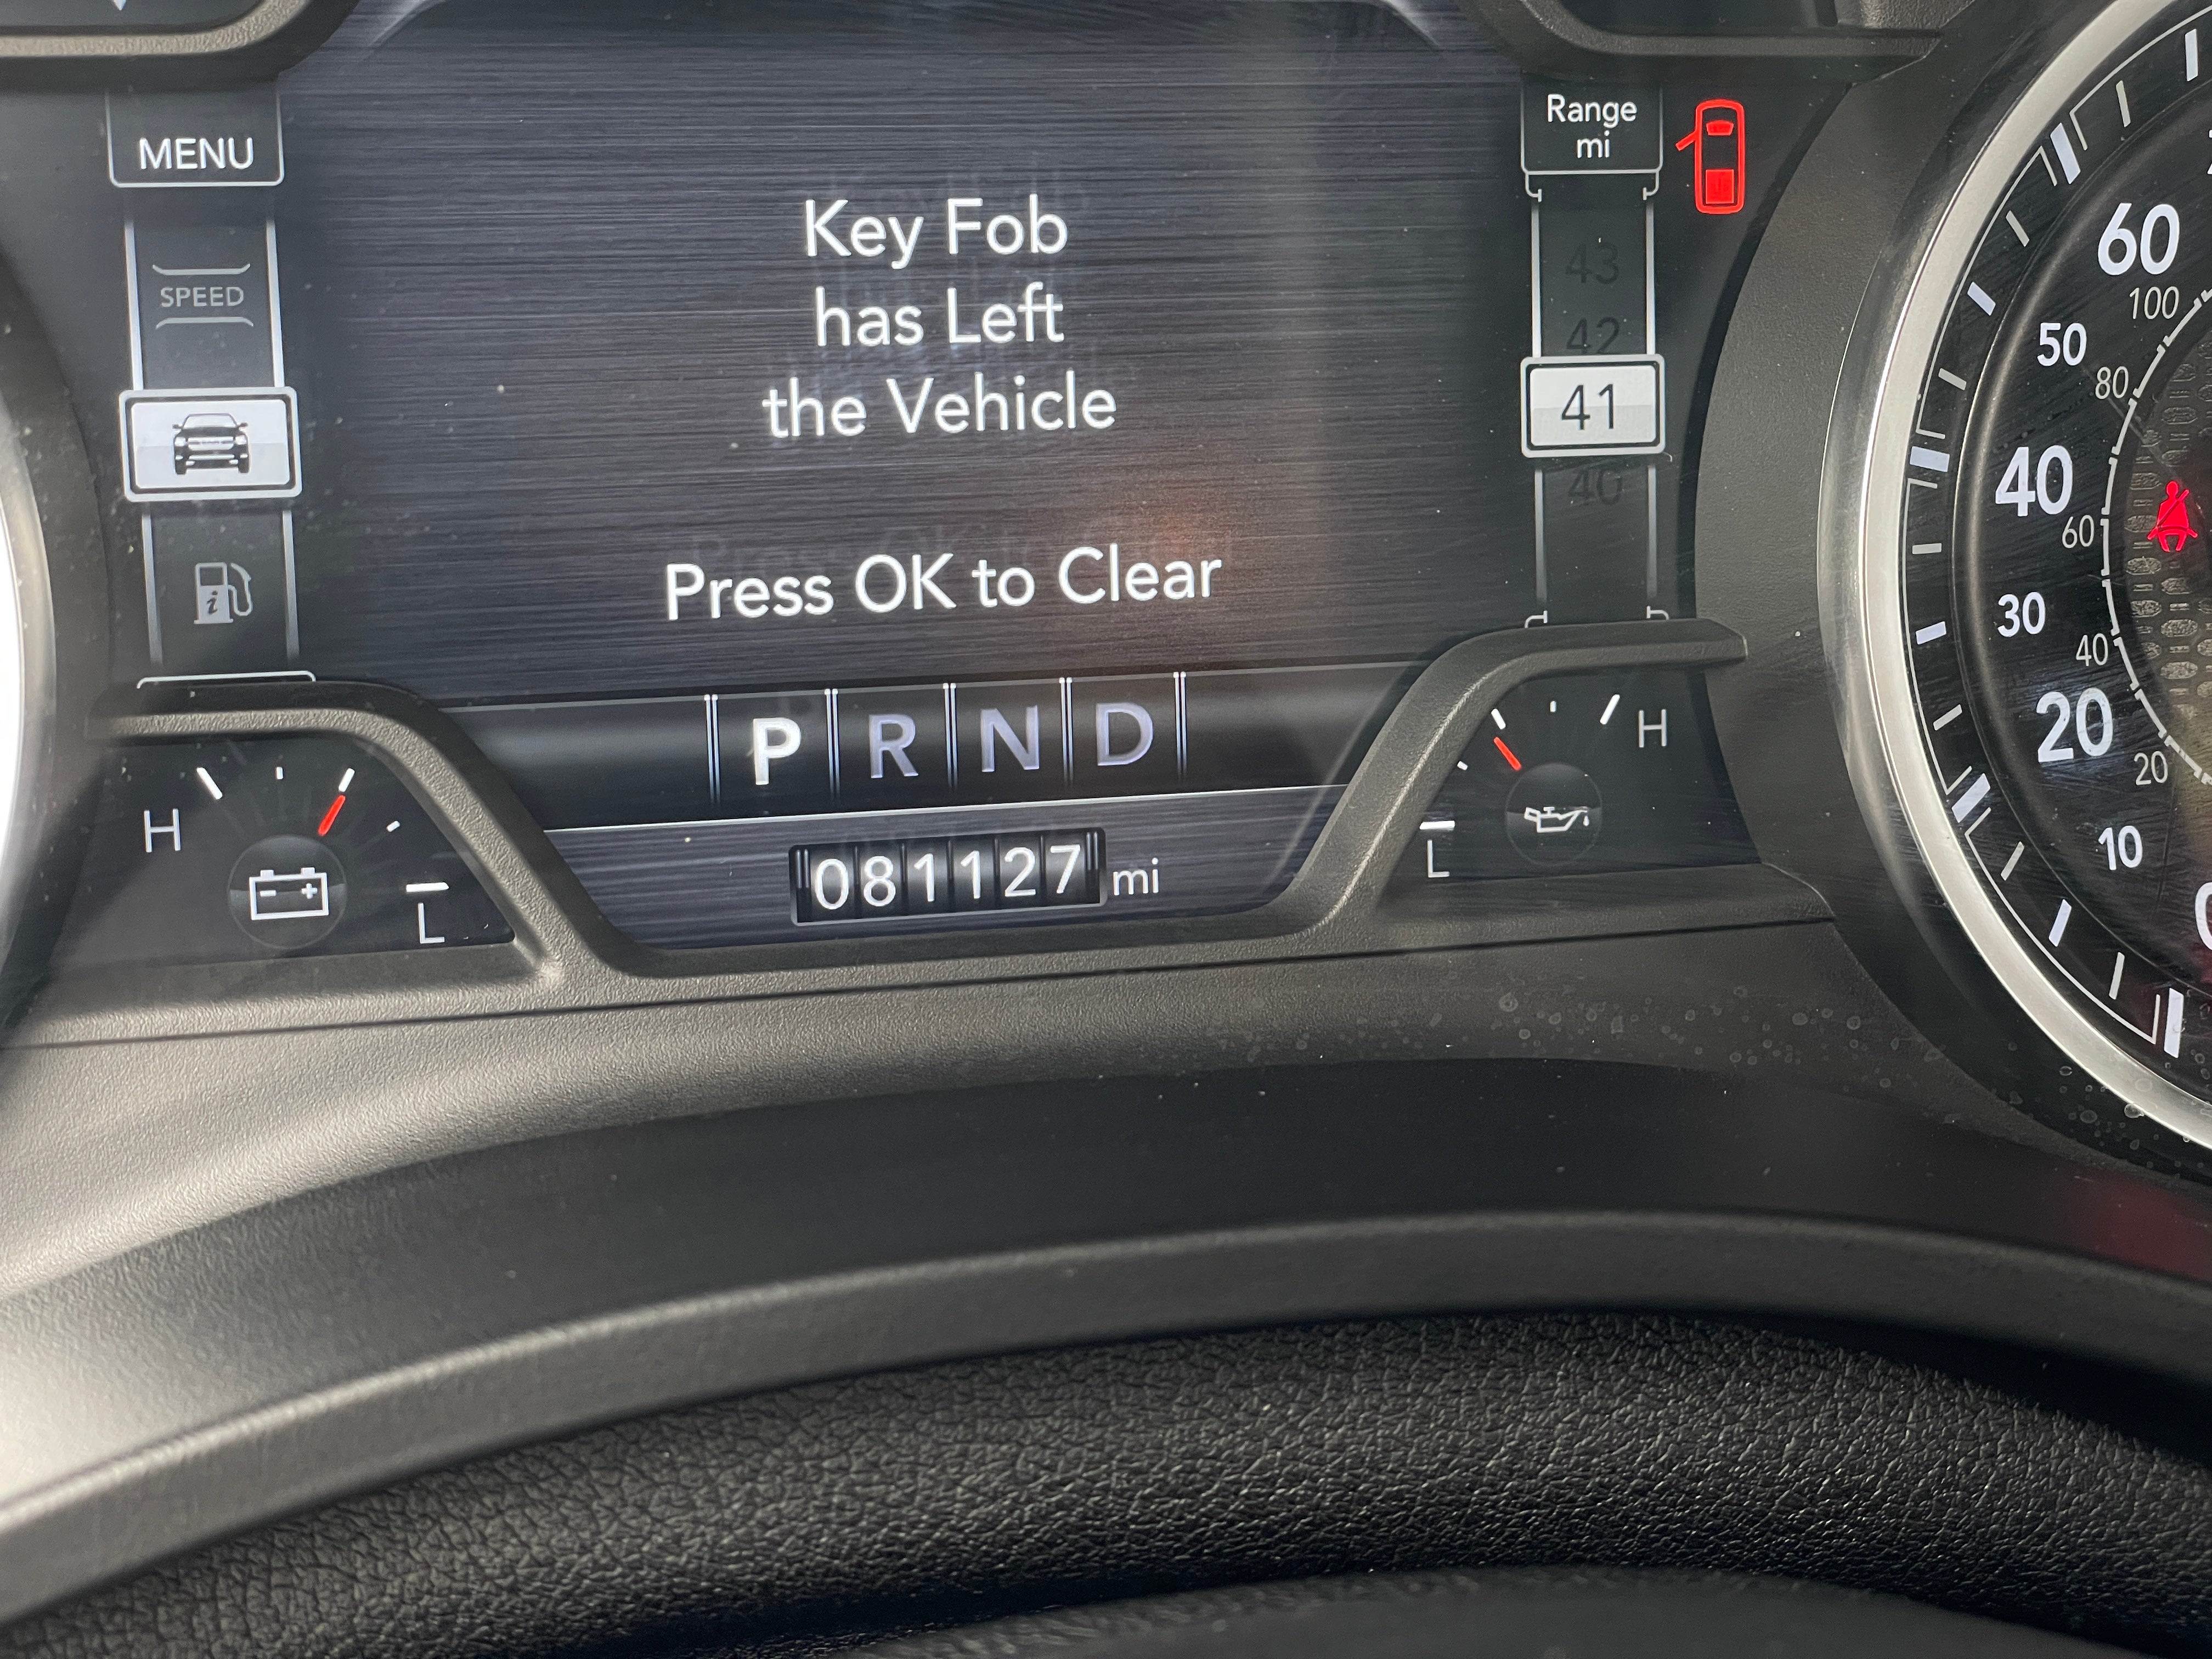 MENU
SPEED
Range
mi
43
42
41
40
Key Fob
has Left
the Vehicle
Press OK to Clear
P R N D
081127 mi
H
L
H
L
60
100
50
80
40
60
30
40
20
20
10